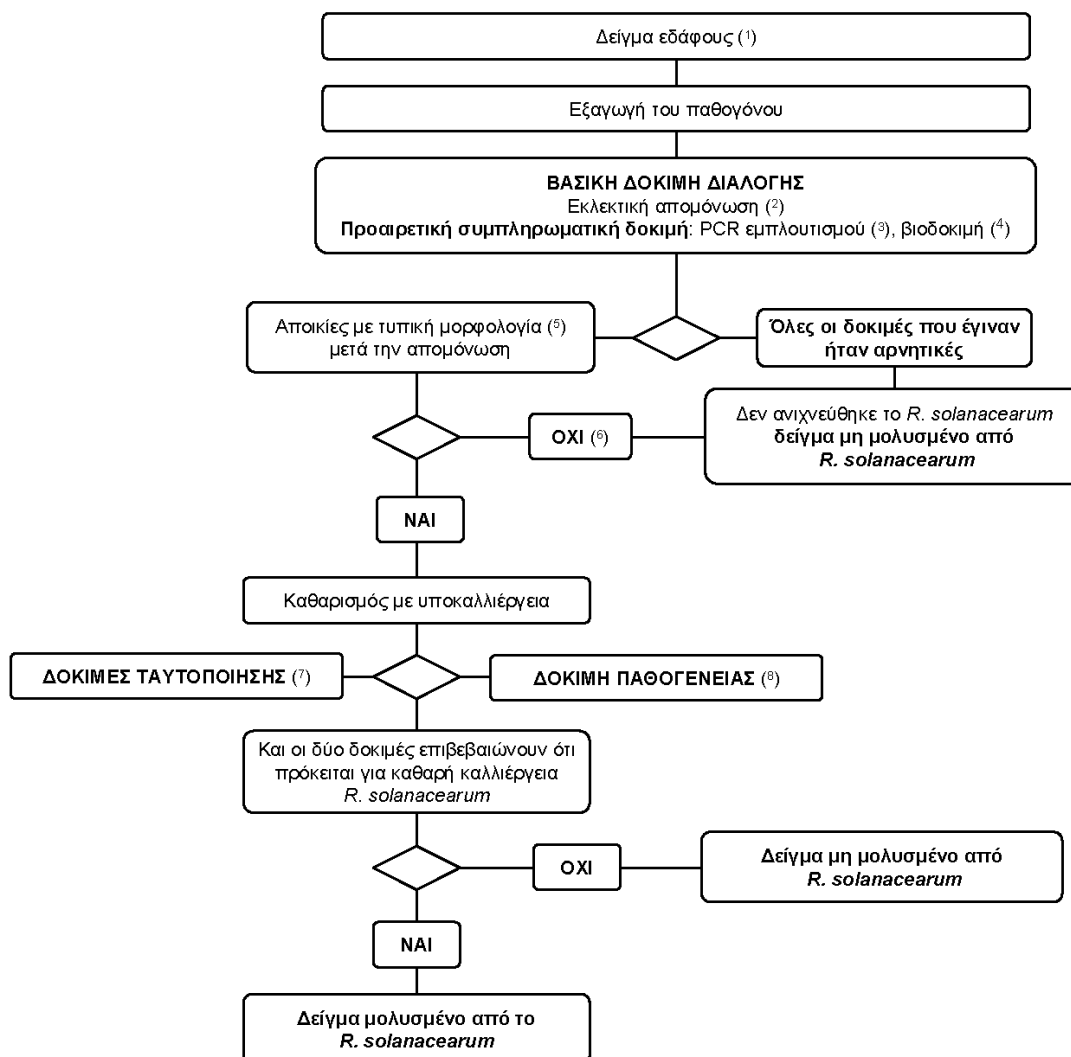 Δείγμα εδάφους (¹)
Εξαγωγή του παθογόνου
ΒΑΣΙΚΗ ΔΟΚΙΜΗ ΔΙΑΛΟΓΗΣ
Εκλεκτική απομόνωση (²)
Προαιρετική συμπληρωματική δοκιμή: PCR εμπλουτισμού (³), βιοδοκιμή (⁴)
Αποικίες με τυπική μορφολογία (⁵)
μετά την απομόνωση
Όλες οι δοκιμές που έγιναν
ήταν αρνητικές
ΟΧΙ (⁶)
Δεν ανιχνεύθηκε το R. solanacearum
δείγμα μη μολυσμένο από
R. solanacearum
ΝΑΙ
Καθαρισμός με υποκαλλιέργεια
ΔΟΚΙΜΕΣ ΤΑΥΤΟΠΟΙΗΣΗΣ (⁷)
ΔΟΚΙΜΗ ΠΑΘΟΓΕΝΕΙΑΣ (⁸)
Και οι δύο δοκιμές επιβεβαιώνουν ότι
πρόκειται για καθαρή καλλιέργεια
R. solanacearum
ΟΧΙ
Δείγμα μη μολυσμένο από
R. solanacearum
ΝΑΙ
Δείγμα μολυσμένο από το
R. solanacearum